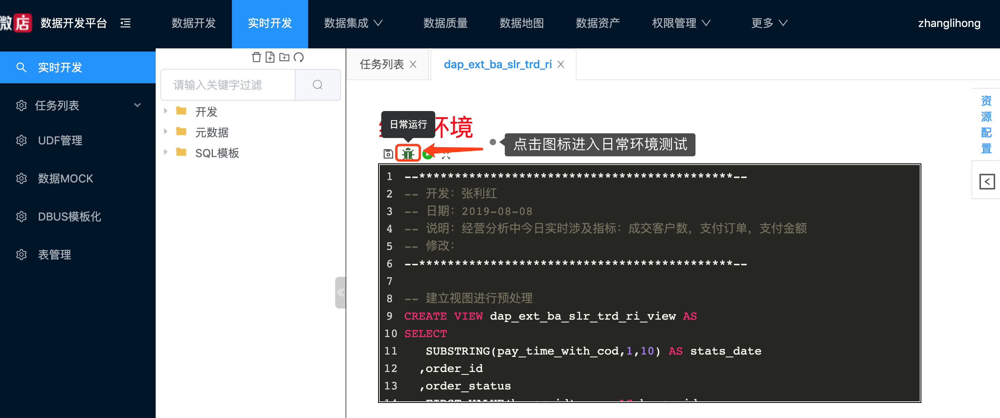 微店 数据开发平台 数据开发 实时开发 数据集成 数据质量 数据地图 数据资产 权限管理 更多 zhanglihong
实时开发
任务列表
UDF管理
数据MOCK
DBUS模板化
表管理
请输入关键字过滤
开发
元数据
SQL模板
任务列表 dap_ext_ba_slr_trd_ri
日常运行
环境
点击图标进入日常环境测试
资源配置
1 --********************************************--
2 -- 开发：张利红
3 -- 日期：2019-08-08
4 -- 说明：经营分析中今日实时涉及指标：成交客户数，支付订单，支付金额
5 -- 修改：
6 --********************************************--
7
8 -- 建立视图进行预处理
9 CREATE VIEW dap_ext_ba_slr_trd_ri_view AS
10 SELECT
11 SUBSTRING(pay_time_with_cod,1,10) AS stats_date
12 ,order_id
13 ,order_status